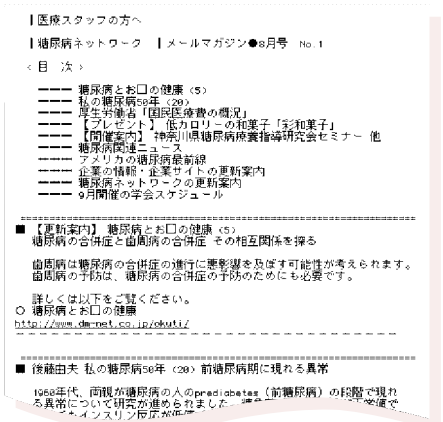 ┃医療スタッフの方へ
┃糖尿病ネットワーク ┃メールマガジン●8月号 No.1
<目 次>
━━━ 糖尿病とお口の健康 (5)
━━━ 私の糖尿病50年 (20)
━━━ 厚生労働省「国民医療費の概況」
━━━ 【プレゼント】 低カロリーの和菓子「彩和菓子」
━━━ 【開催案内】 神奈川県糖尿病療養指導研究会セミナー 他
━━━ 糖尿病関連ニュース
━━━ アメリカの糖尿病最前線
━━━ 企業の情報・企業サイトの更新案内
━━━ 糖尿病ネットワークの更新案内
━━━ 9月開催の学会スケジュール
■ 【更新案内】 糖尿病とお口の健康 (5)
糖尿病の合併症と歯周病の合併症 その相互関係を探る
歯周病は糖尿病の合併症の進行に悪影響を及ぼす可能性が考えられます。
歯周病の予防は、糖尿病の合併症の予防のためにも必要です。
詳しくは以下をご覧ください。
○ 糖尿病とお口の健康
http://www.dm-net.co.jp/okuti/
■ 後藤由夫 私の糖尿病50年 (20) 前糖尿病期に現れる異常
1960年代、両親が糖尿病の人のprediabetes (前糖尿病) の段階で現れ
る異常について研究が進められました
でもインスリン反応が低